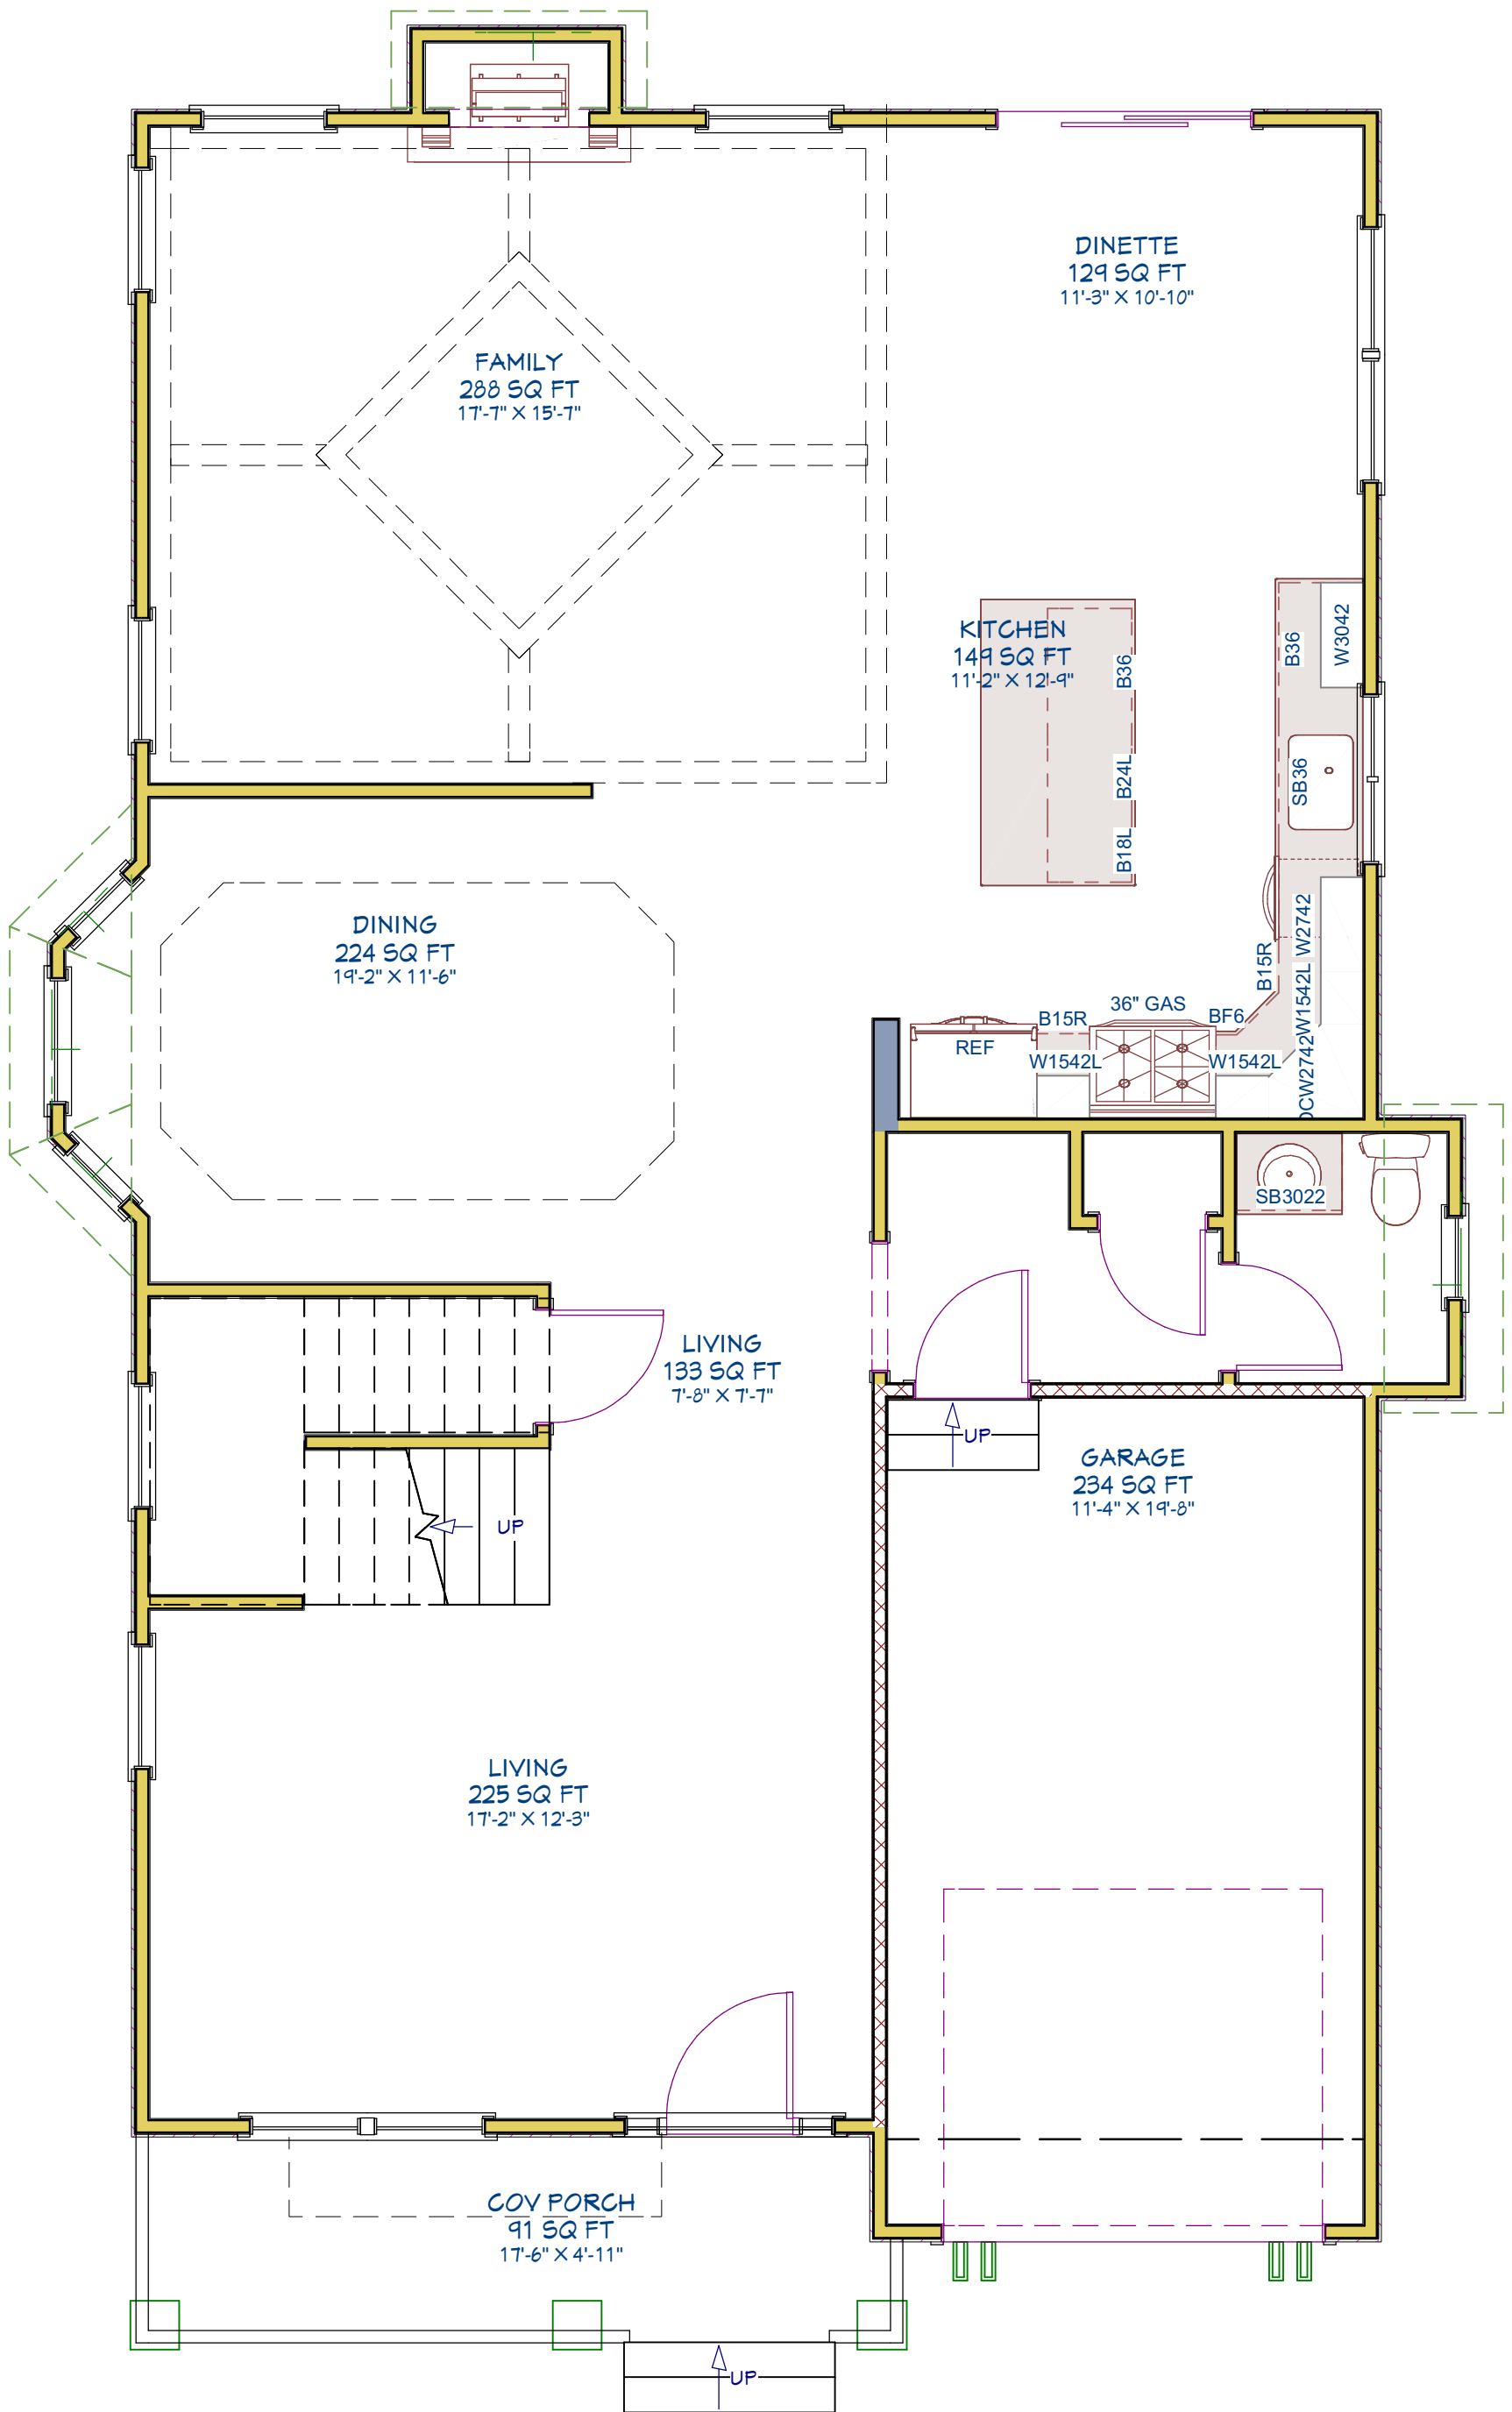 DINETTE
129 SQ FT
11'-3" X 10'-10"
FAMILY
288 SQ FT
17'-7" X 15'-7"
KITCHEN
149 SQ FT
11'-2" X 12'-9"
B36
B24L
B18L
B36
W3042
SB36
W2742
B15R
W1542L
DCW2742
36" GAS
B15R
BF6
REF
W1542L
W1542L
DINING
224 SQ FT
19'-2" X 11'-6"
SB3022
LIVING
133 SQ FT
7'-8" X 7'-7"
UP
UP
GARAGE
234 SQ FT
11'-4" X 19'-8"
LIVING
225 SQ FT
17'-2" X 12'-3"
COV PORCH
91 SQ FT
17'-6" X 4'-11"
UP